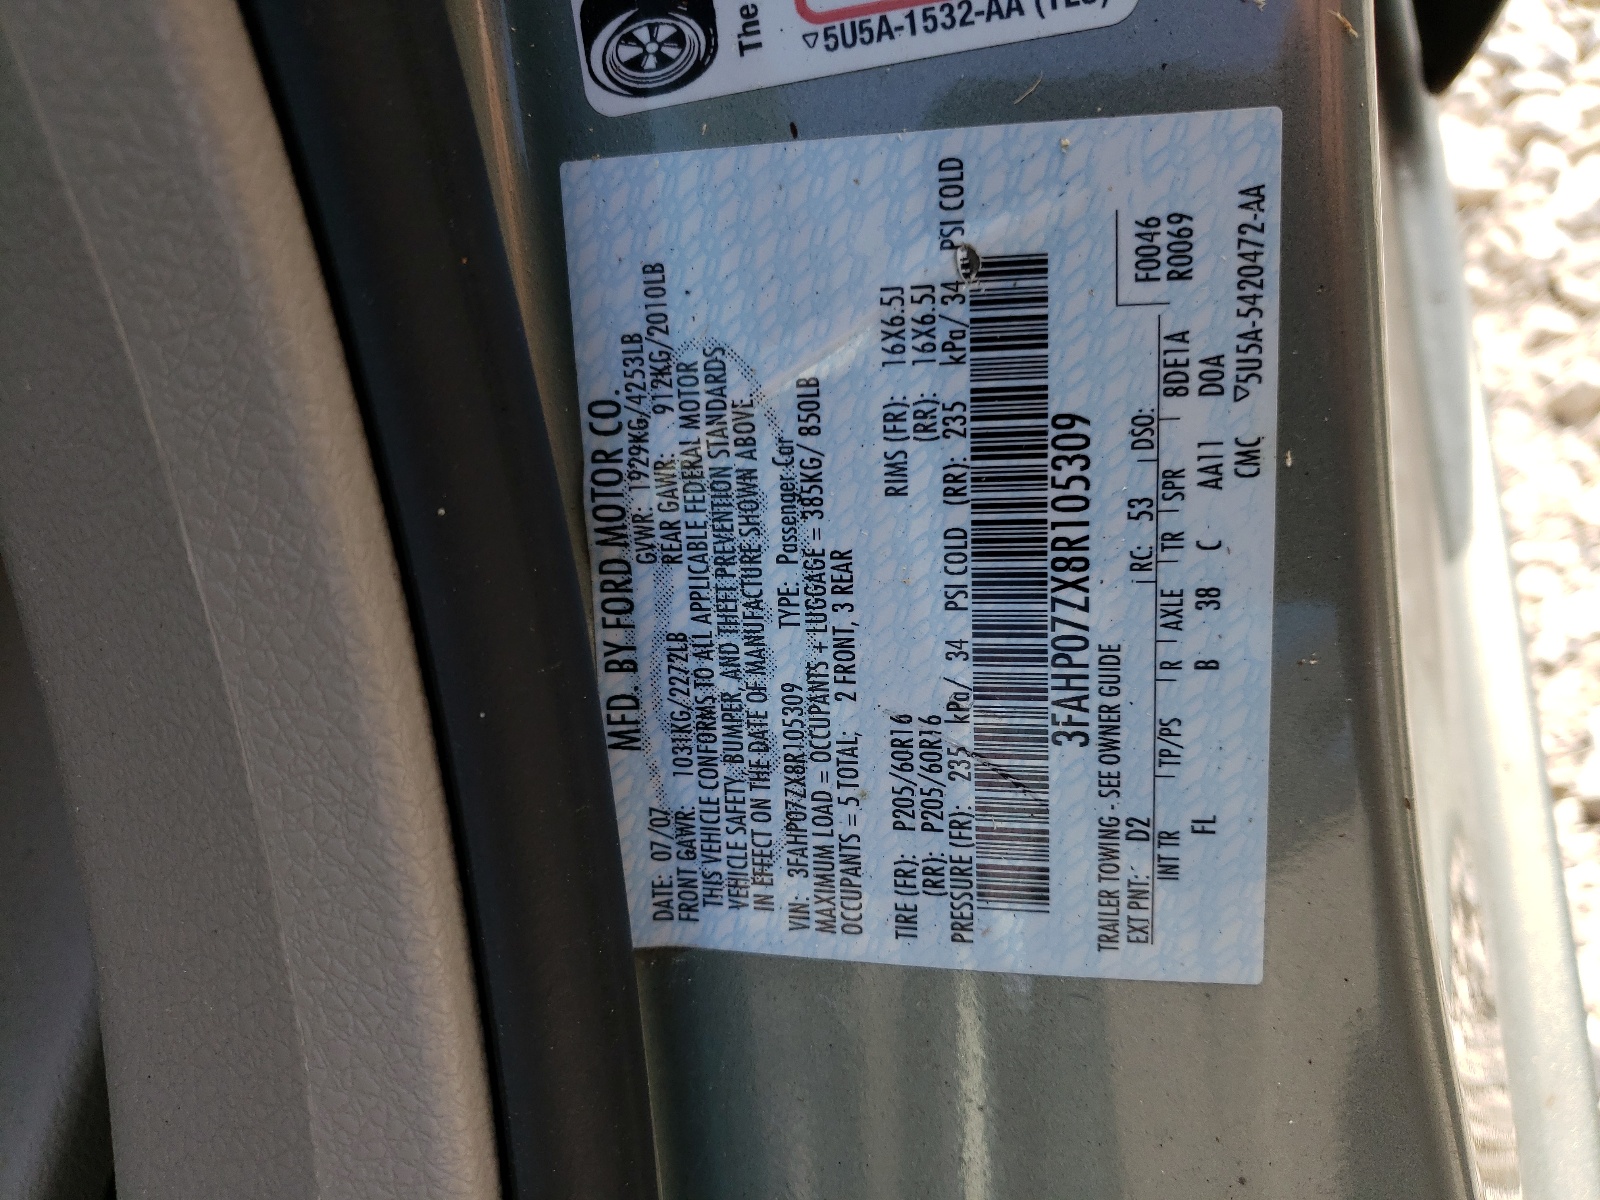 The
▽5U5A-1532-AA
MFD. BY FORD MOTOR CO.
DATE: 07/07 GVWR: 1929KG/4253LB
FRONT GAWR: 1031KG/2272LB REAR GAWR: 912KG/2010LB
THIS VEHICLE CONFORMS TO ALL APPLICABLE FEDERAL MOTOR
VEHICLE SAFETY, BUMPER, AND THEFT PREVENTION STANDARDS
IN EFFECT ON THE DATE OF MANUFACTURE SHOWN ABOVE.
VIN: 3FAHP07ZX8R105309 TYPE: Passenger Car
MAXIMUM LOAD = OCCUPANTS + LUGGAGE = 385KG/ 850LB
OCCUPANTS = 5 TOTAL; 2 FRONT, 3 REAR
TIRE (FR): P205/60R16 RIMS (FR): 16X6.5J
(RR): P205/60R16 (RR): 16X6.5J
PRESSURE (FR): 235 kPa/ 34 PSI COLD (RR): 235 kPa/ 34 PSI COLD
3FAHP07ZX8R105309
TRAILER TOWING - SEE OWNER GUIDE
EXT PNT: D2 RC: 53 DSO: F0046
R0069
INT TR TP/PS R AXLE TR SPR 8DE1A
FL B 38 C AA11 D0A
CMC ▽5U5A-5420472-AA